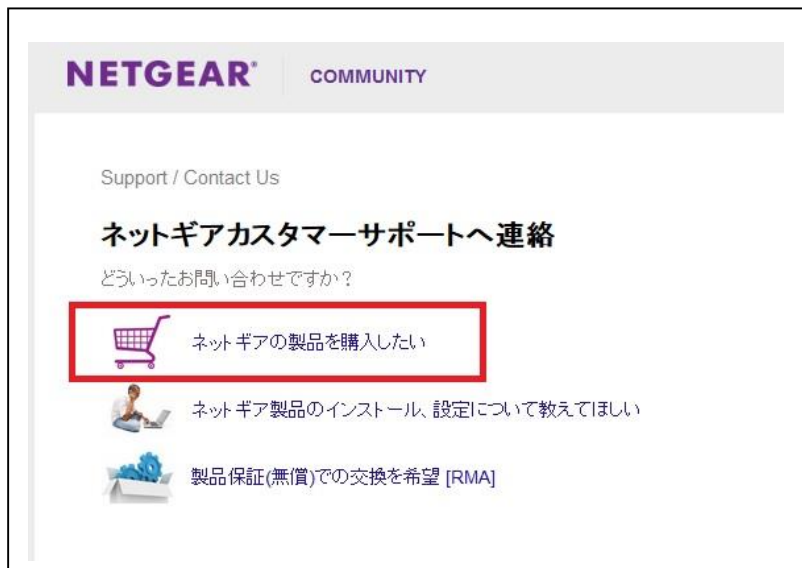 NETGEAR® COMMUNITY
Support / Contact Us
ネットギアカスタマーサポートへ連絡
どういったお問い合わせですか？
ネットギアの製品を購入したい
ネットギア製品のインストール、設定について教えてほしい
製品保証(無償)での交換を希望 [RMA]